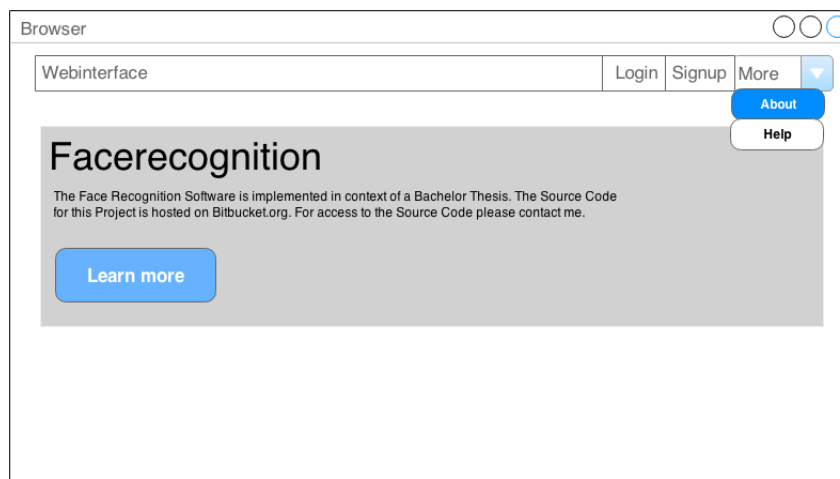 Browser
Webinterface Login Signup More
About
Help
Facerecognition
The Face Recognition Software is implemented in context of a Bachelor Thesis. The Source Code
for this Project is hosted on Bitbucket.org. For access to the Source Code please contact me.
Learn more